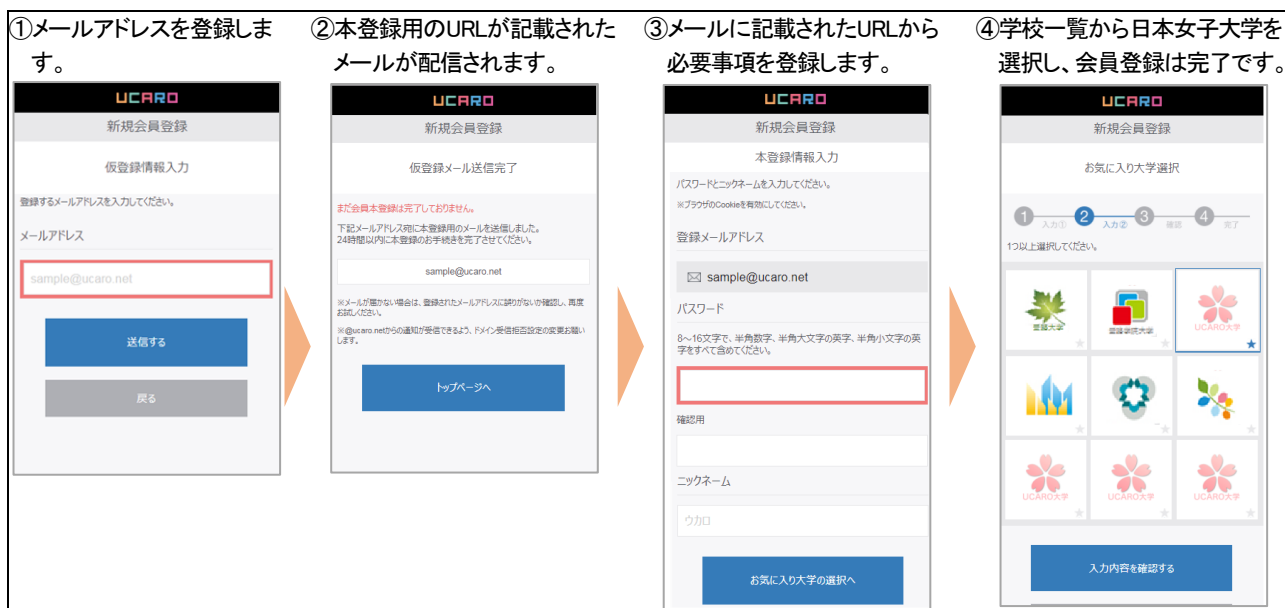 ①メールアドレスを登録しま
す。
UCARO
新規会員登録
仮登録情報入力
登録するメールアドレスを入力してください。
メールアドレス
sample@ucaro.net
送信する
戻る
②本登録用のURLが記載された
メールが配信されます。
UCARO
新規会員登録
仮登録メール送信完了
まだ会員本登録は完了しておりません。
下記メールアドレス宛に本登録用のメールを送信しました。
24時間以内に本登録のお手続きを完了させてください。
sample@ucaro.net
※メールが届かない場合は、登録されたメールアドレスに誤りがないか確認し、再度
お試しください。
※@ucaro.netからの通知が受信できるよう、ドメイン受信拒否設定の変更お願い
します。
トップページへ
③メールに記載されたURLから
必要事項を登録します。
UCARO
新規会員登録
本登録情報入力
パスワードとニックネームを入力してください。
※ブラウザのCookieを有効にしてください。
登録メールアドレス
sample@ucaro.net
パスワード
8～16文字で、半角数字、半角大文字の英字、半角小文字の英
字をすべて含めてください。
確認用
ニックネーム
ウカロ
お気に入り大学の選択へ
④学校一覧から日本女子大学を
選択し、会員登録は完了です。
UCARO
新規会員登録
お気に入り大学選択
1 入力① 2 入力② 3 確認 4 完了
1つ以上選択してください。
UCARO大学
UCARO大学 UCARO大学 UCARO大学
入力内容を確認する